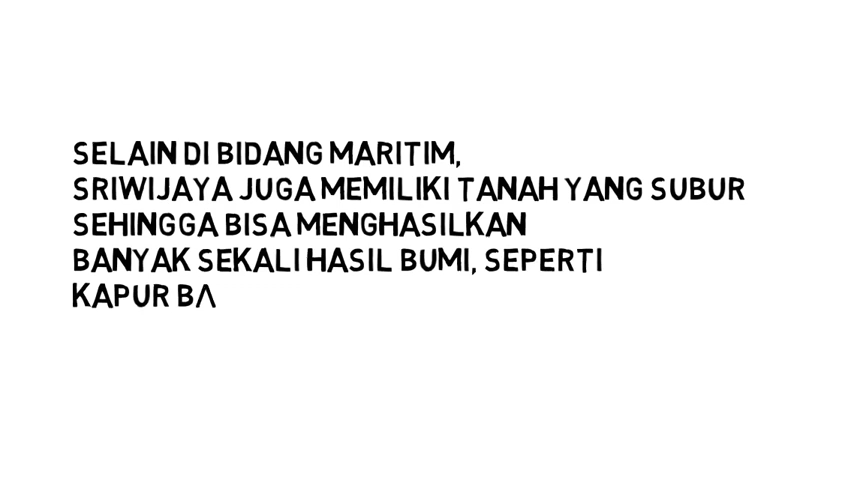 SELAIN DI BIDANG MARITIM,
SRIWIJAYA JUGA MEMILIKI TANAH YANG SUBUR
SEHINGGA BISA MENGHASILKAN
BANYAK SEKALI HASIL BUMI, SEPERTI
KAPUR BA